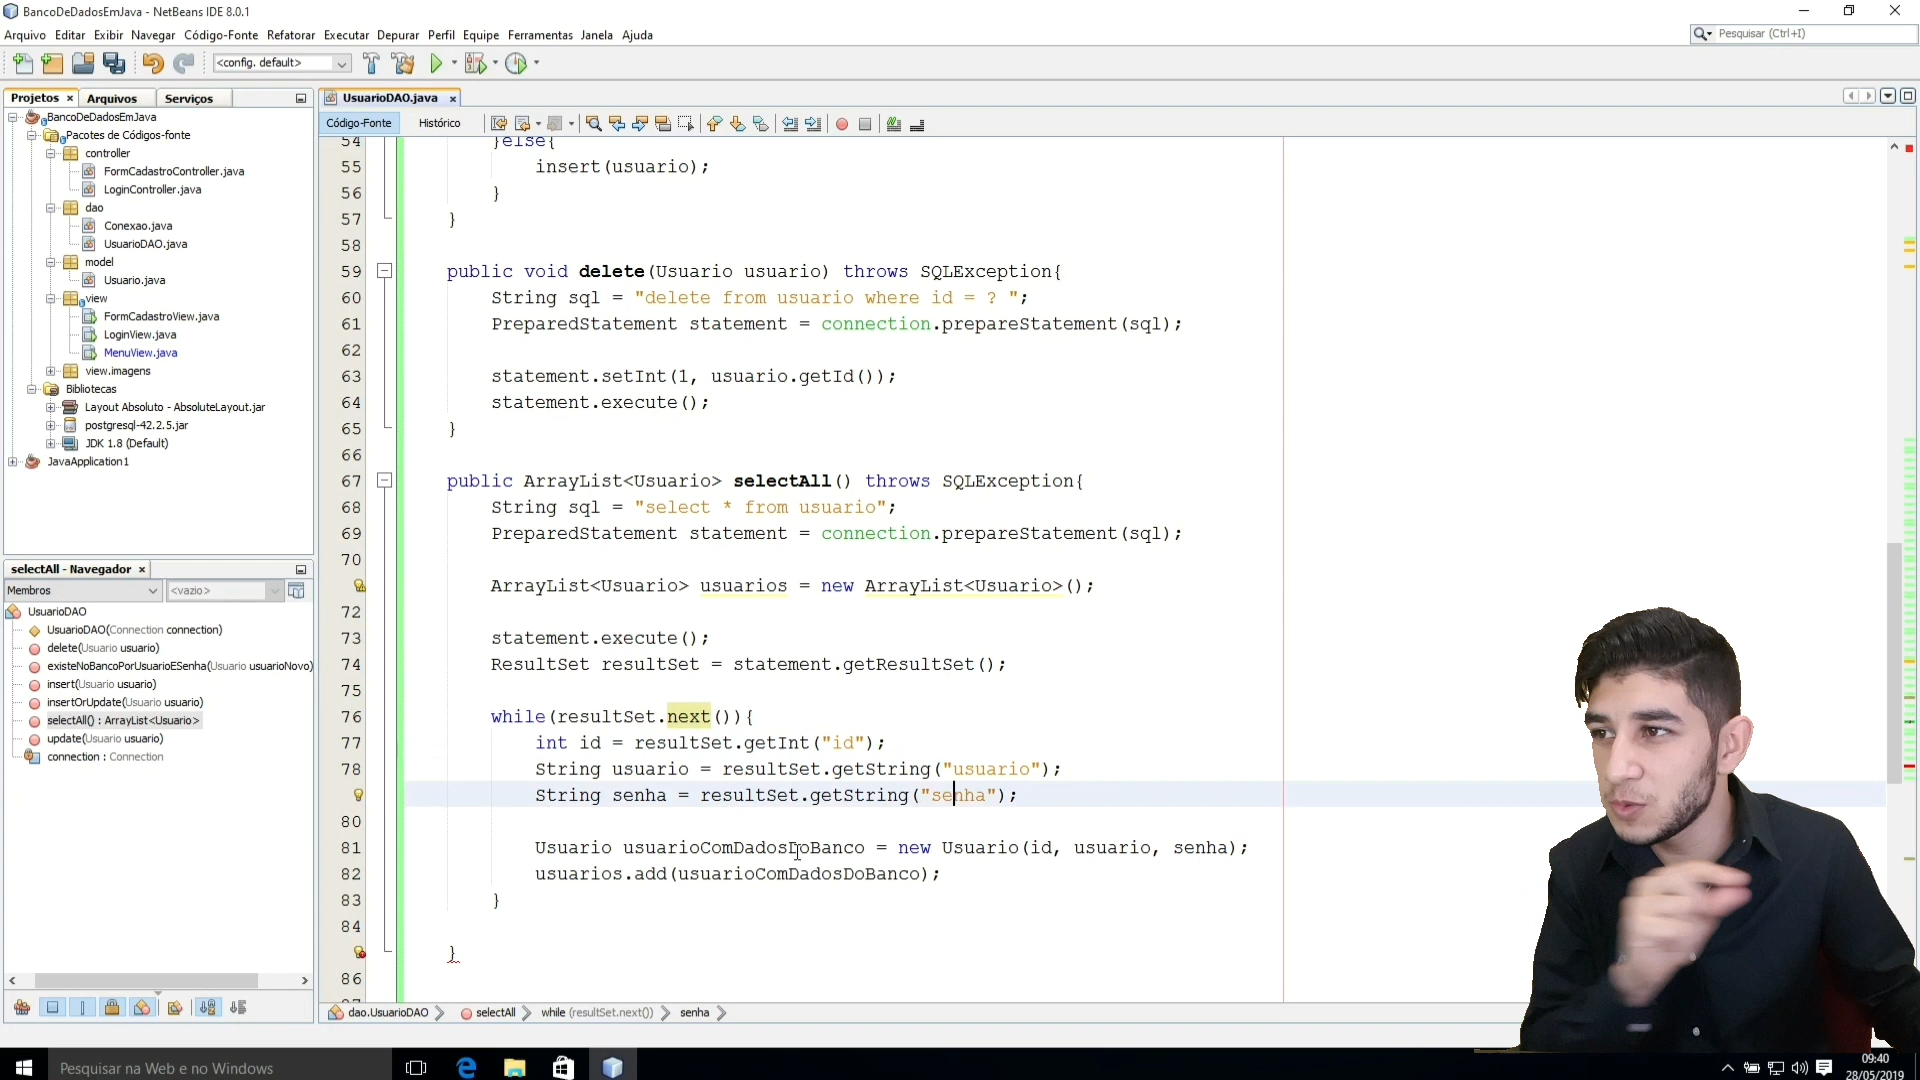 BancoDeDadosEmJava - NetBeans IDE 8.0.1
Arquivo Editar Exibir Navegar Código-Fonte Refatorar Executar Depurar Perfil Equipe Ferramentas Janela Ajuda
Pesquisar (Ctrl+I)
<config. default>
Projetos Arquivos Serviços
BancoDeDadosEmJava
Pacotes de Códigos-fonte
controller
FormCadastroController.java
LoginController.java
dao
Conexao.java
UsuarioDAO.java
model
Usuario.java
view
FormCadastroView.java
LoginView.java
MenuView.java
view.imagens
Bibliotecas
Layout Absoluto - AbsoluteLayout.jar
postgresql-42.2.5.jar
JDK 1.8 (Default)
JavaApplication1
selectAll - Navegador
Membros <vazio>
UsuarioDAO
UsuarioDAO(Connection connection)
delete(Usuario usuario)
existeNoBancoPorUsuarioESenha(Usuario usuarioNovo)
insert(Usuario usuario)
insertOrUpdate(Usuario usuario)
selectAll() : ArrayList<Usuario>
update(Usuario usuario)
connection : Connection
UsuarioDAO.java
Código-Fonte Histórico
54 }else{
55 insert(usuario);
56 }
57 }
58
59 public void delete(Usuario usuario) throws SQLException{
60 String sql = "delete from usuario where id = ? ";
61 PreparedStatement statement = connection.prepareStatement(sql);
62
63 statement.setInt(1, usuario.getId());
64 statement.execute();
65 }
66
67 public ArrayList<Usuario> selectAll() throws SQLException{
68 String sql = "select * from usuario";
69 PreparedStatement statement = connection.prepareStatement(sql);
70
ArrayList<Usuario> usuarios = new ArrayList<Usuario>();
72
73 statement.execute();
74 ResultSet resultSet = statement.getResultSet();
75
76 while(resultSet.next()){
77 int id = resultSet.getInt("id");
78 String usuario = resultSet.getString("usuario");
String senha = resultSet.getString("senha");
80
81 Usuario usuarioComDadosDoBanco = new Usuario(id, usuario, senha);
82 usuarios.add(usuarioComDadosDoBanco);
83 }
84
}
86
dao.UsuarioDAO selectAll while (resultSet.next()) senha
Pesquisar na Web e no Windows
09:40
28/05/2019